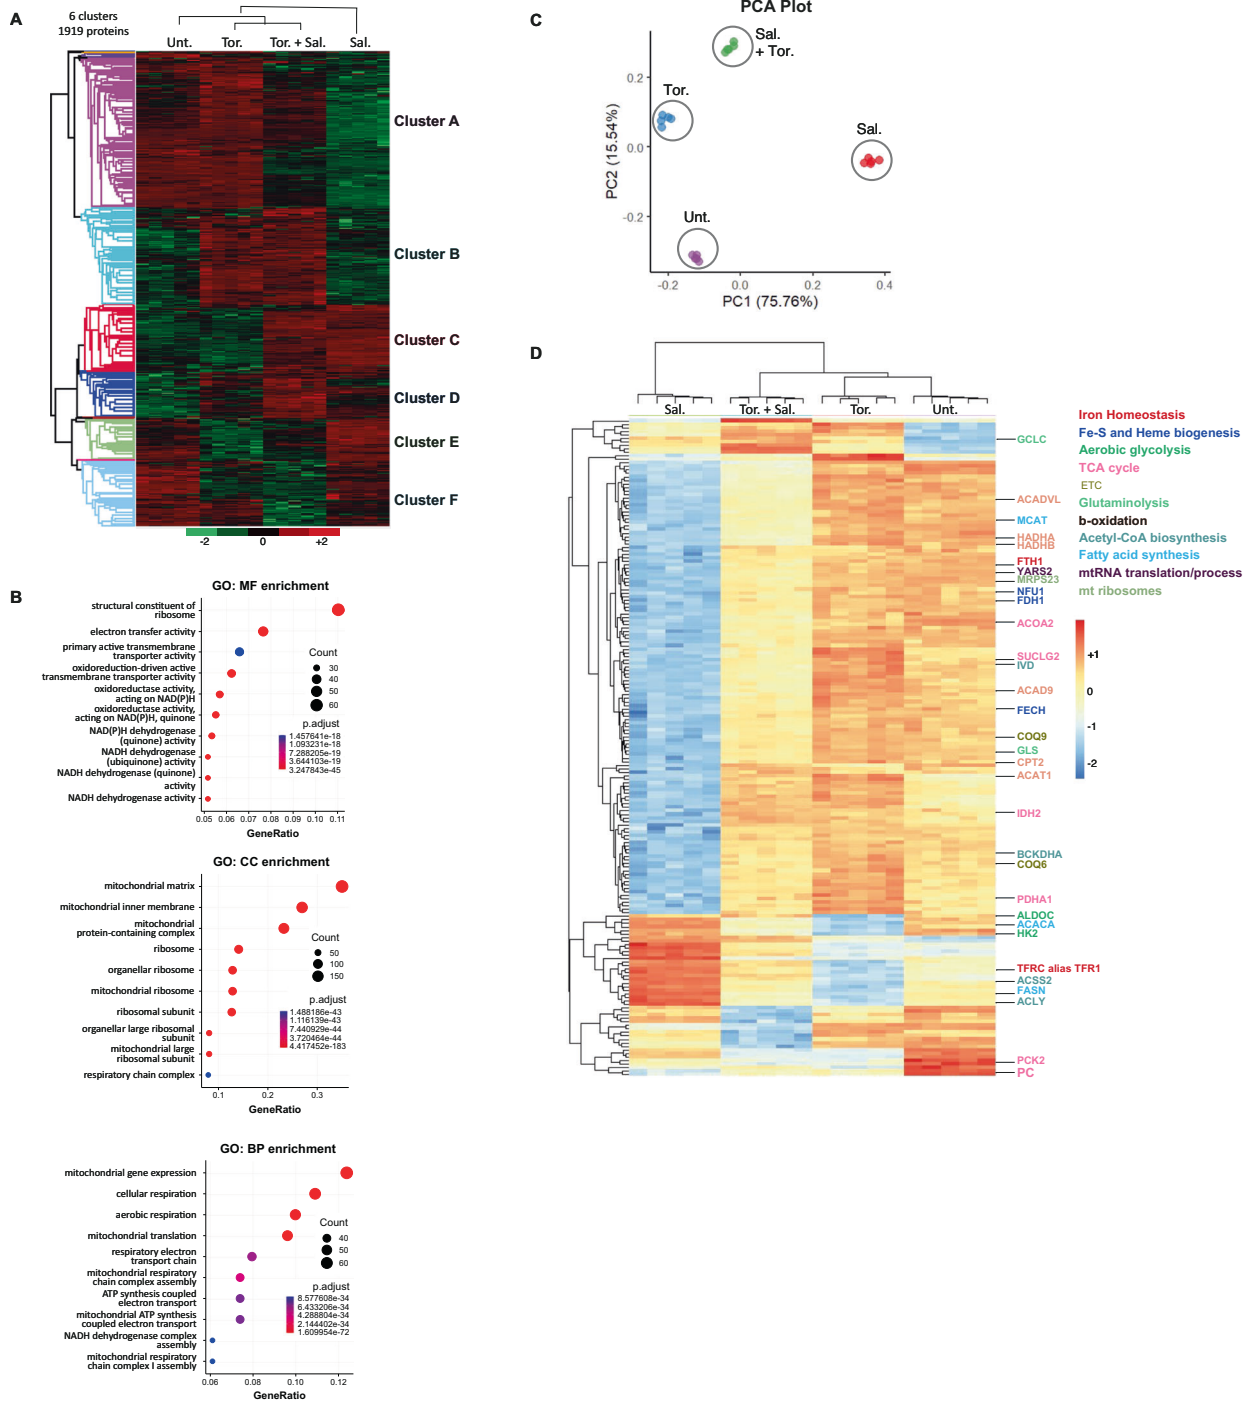 A
6 clusters
1919 proteins
Unt.
Tor.
Tor. + Sal.
Sal.
Cluster A
Cluster B
Cluster C
Cluster D
Cluster E
Cluster F
-2
0
+2
B
GO: MF enrichment
structural constituent of
ribosome
electron transfer activity
primary active transmembrane
transporter activity
oxidoreduction-driven active
transmembrane transporter activity
oxidoreductase activity,
acting on NAD(P)H
oxidoreductase activity,
acting on NAD(P)H, quinone
NAD(P)H dehydrogenase
(quinone) activity
NADH dehydrogenase
(ubiquinone) activity
NADH dehydrogenase (quinone)
activity
NADH dehydrogenase activity
Count
30
40
50
60
p.adjust
1.457641e-18
1.093231e-18
7.288205e-19
3.644103e-19
3.247843e-45
0.05 0.06 0.07 0.08 0.09 0.10 0.11
GeneRatio
GO: CC enrichment
mitochondrial matrix
mitochondrial inner membrane
mitochondrial
protein-containing complex
ribosome
organellar ribosome
mitochondrial ribosome
ribosomal subunit
organellar large ribosomal
subunit
mitochondrial large
ribosomal subunit
respiratory chain complex
Count
50
100
150
p.adjust
1.488186e-43
1.116139e-43
7.440929e-44
3.720464e-44
4.417452e-183
0.1 0.2 0.3
GeneRatio
GO: BP enrichment
mitochondrial gene expression
cellular respiration
aerobic respiration
mitochondrial translation
respiratory electron
transport chain
mitochondrial respiratory
chain complex assembly
ATP synthesis coupled
electron transport
mitochondrial ATP synthesis
coupled electron transport
NADH dehydrogenase complex
assembly
mitochondrial respiratory
chain complex I assembly
Count
40
50
60
p.adjust
8.577608e-34
6.433206e-34
4.288804e-34
2.144402e-34
1.609954e-72
0.06 0.08 0.10 0.12
GeneRatio
C
PCA Plot
Sal.
+ Tor.
Tor.
Sal.
Unt.
0.2
0.0
-0.2
PC2 (15.54%)
-0.2 0.0 0.2 0.4
PC1 (75.76%)
D
Sal.
Tor. + Sal.
Tor.
Unt.
GCLC
ACADVL
MCAT
HADHA
HADHB
FTH1
YARS2
MRPS23
NFU1
FDH1
ACOA2
SUCLG2
IVD
ACAD9
FECH
COQ9
GLS
CPT2
ACAT1
IDH2
BCKDHA
COQ6
PDHA1
ALDOC
ACACA
HK2
TFRC alias TFR1
ACSS2
FASN
ACLY
PCK2
PC
Iron Homeostasis
Fe-S and Heme biogenesis
Aerobic glycolysis
TCA cycle
ETC
Glutaminolysis
b-oxidation
Acetyl-CoA biosynthesis
Fatty acid synthesis
mtRNA translation/process
mt ribosomes
+1
0
-1
-2